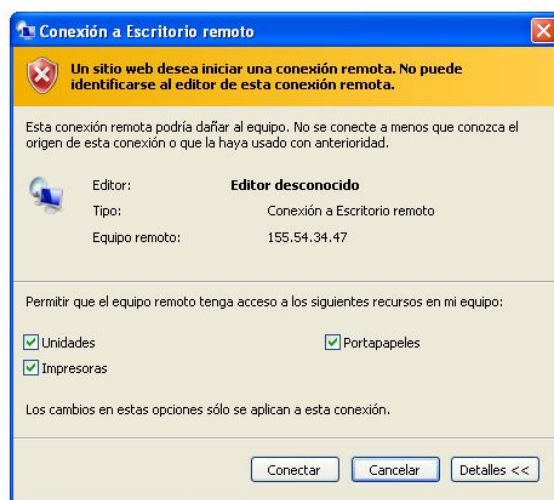 Conexión a Escritorio remoto
Un sitio web desea iniciar una conexión remota. No puede
identificarse al editor de esta conexión remota.
Esta conexión remota podría dañar al equipo. No se conecte a menos que conozca el
origen de esta conexión o que la haya usado con anterioridad.
Editor: Editor desconocido
Tipo: Conexión a Escritorio remoto
Equipo remoto: 155.54.34.47
Permitir que el equipo remoto tenga acceso a los siguientes recursos en mi equipo:
Unidades Portapapeles
Impresoras
Los cambios en estas opciones sólo se aplican a esta conexión.
Conectar Cancelar Detalles <<